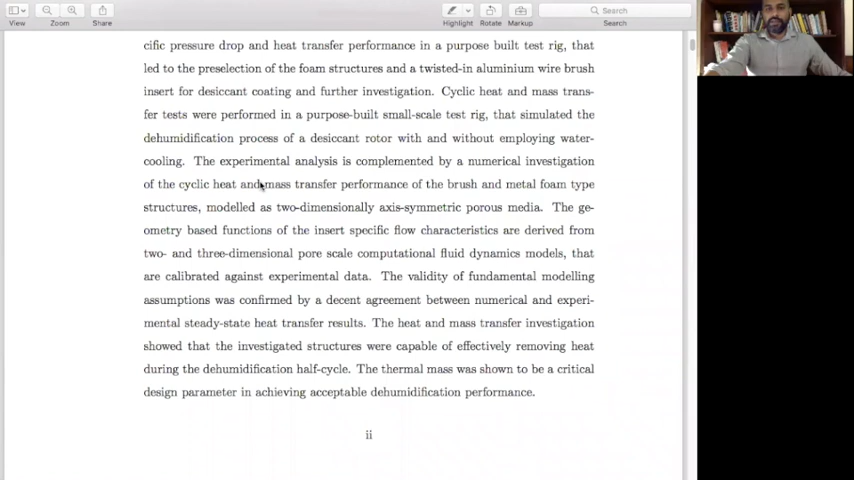 View
Zoom
Share
Highlight
Rotate
Markup
Search
Search
cific pressure drop and heat transfer performance in a purpose built test rig, that
led to the preselection of the foam structures and a twisted-in aluminium wire brush
insert for desiccant coating and further investigation. Cyclic heat and mass trans-
fer tests were performed in a purpose-built small-scale test rig, that simulated the
dehumidification process of a desiccant rotor with and without employing water-
cooling. The experimental analysis is complemented by a numerical investigation
of the cyclic heat and mass transfer performance of the brush and metal foam type
structures, modelled as two-dimensionally axis-symmetric porous media. The ge-
ometry based functions of the insert specific flow characteristics are derived from
two- and three-dimensional pore scale computational fluid dynamics models, that
are calibrated against experimental data. The validity of fundamental modelling
assumptions was confirmed by a decent agreement between numerical and experi-
mental steady-state heat transfer results. The heat and mass transfer investigation
showed that the investigated structures were capable of effectively removing heat
during the dehumidification half-cycle. The thermal mass was shown to be a critical
design parameter in achieving acceptable dehumidification performance.
ii